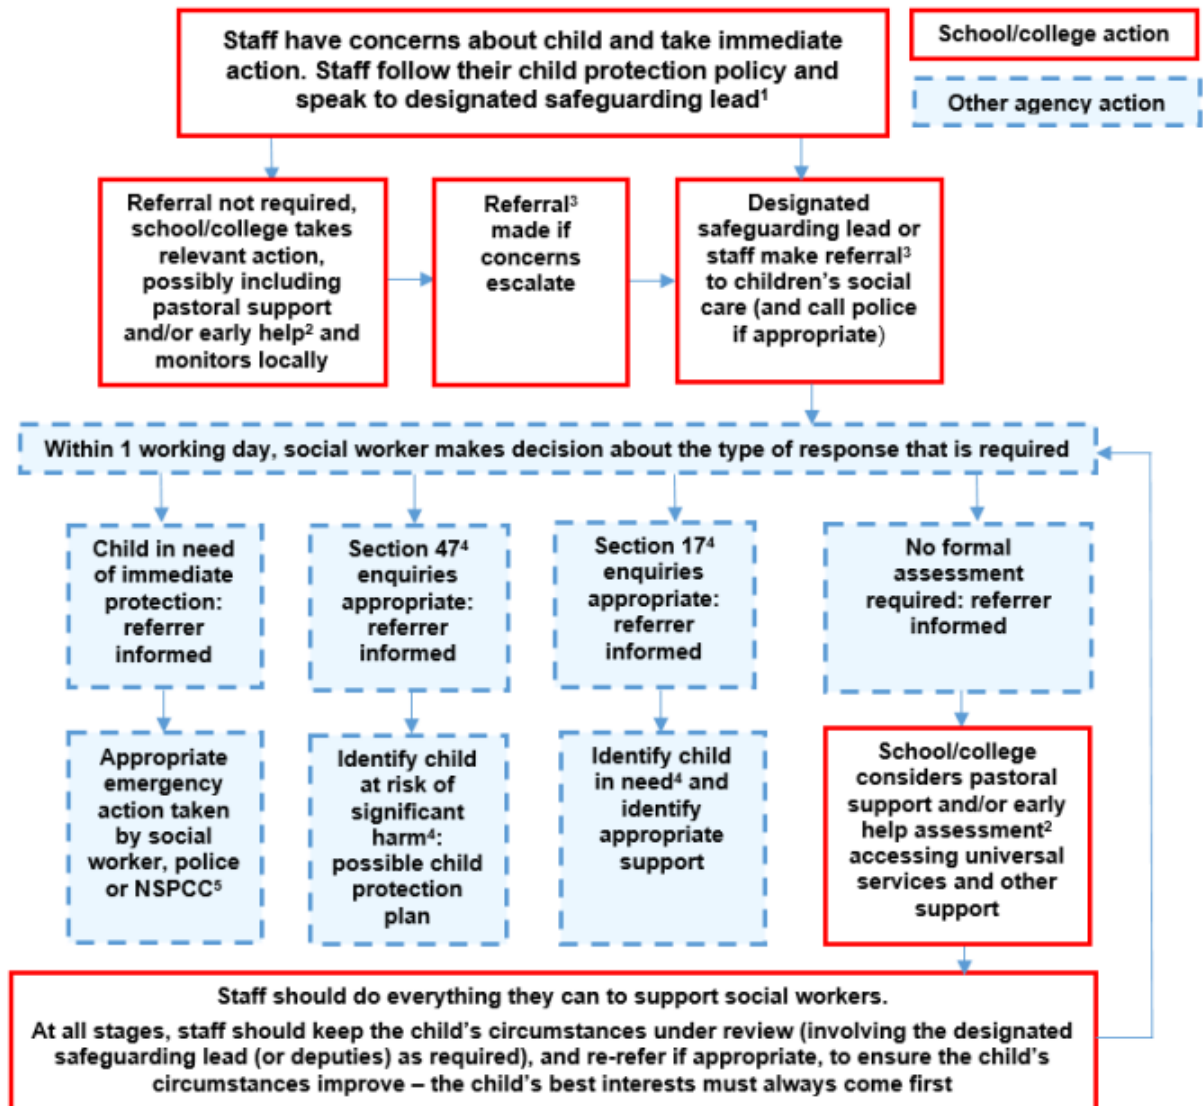 Staff have concerns about child and take immediate
action. Staff follow their child protection policy and
speak to designated safeguarding lead¹
School/college action
Other agency action
Referral not required,
school/college takes
relevant action,
possibly including
pastoral support
and/or early help² and
monitors locally
Referral³
made if
concerns
escalate
Designated
safeguarding lead or
staff make referral³
to children’s social
care (and call police
if appropriate)
Within 1 working day, social worker makes decision about the type of response that is required
Child in need
of immediate
protection:
referrer
informed
Section 47⁴
enquiries
appropriate:
referrer
informed
Section 17⁴
enquiries
appropriate:
referrer
informed
No formal
assessment
required: referrer
informed
Appropriate
emergency
action taken
by social
worker, police
or NSPCC⁵
Identify child
at risk of
significant
harm⁴:
possible child
protection
plan
Identify child
in need⁴ and
identify
appropriate
support
School/college
considers pastoral
support and/or early
help assessment²
accessing universal
services and other
support
Staff should do everything they can to support social workers.
At all stages, staff should keep the child’s circumstances under review (involving the designated
safeguarding lead (or deputies) as required), and re-refer if appropriate, to ensure the child’s
circumstances improve – the child’s best interests must always come first